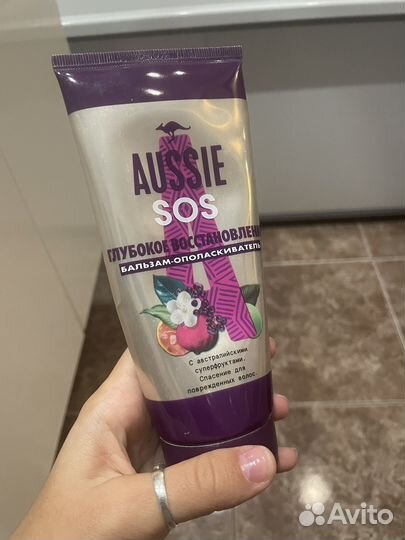 AUSSIE
SOS
ГЛУБОКОЕ ВОССТАНОВЛЕНИЕ
БАЛЬЗАМ-ОПОЛАСКИВАТЕЛЬ
С австралийскими
суперфруктами.
Спасение для
поврежденных волос.
Avito